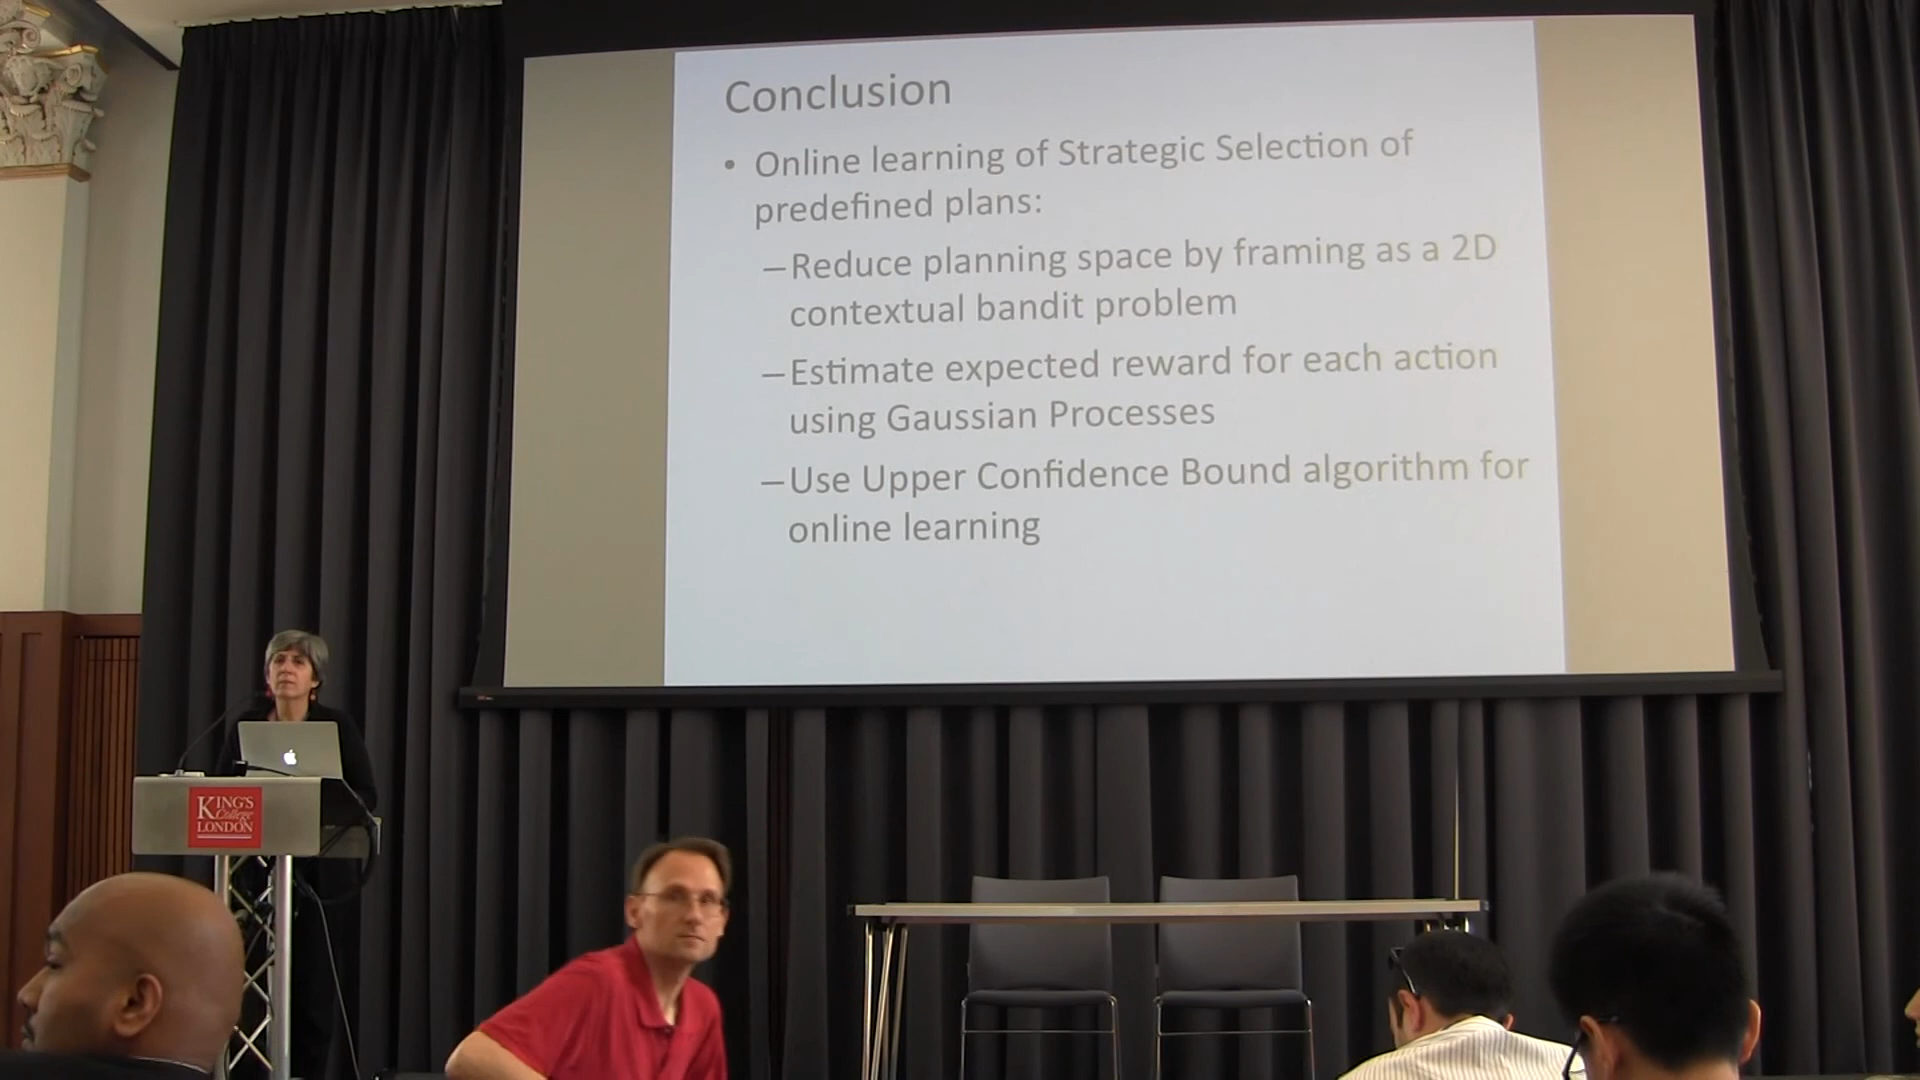 Conclusion
• Online learning of Strategic Selection of
predefined plans:
–Reduce planning space by framing as a 2D
contextual bandit problem
–Estimate expected reward for each action
using Gaussian Processes
–Use Upper Confidence Bound algorithm for
online learning
KING'S
College
LONDON